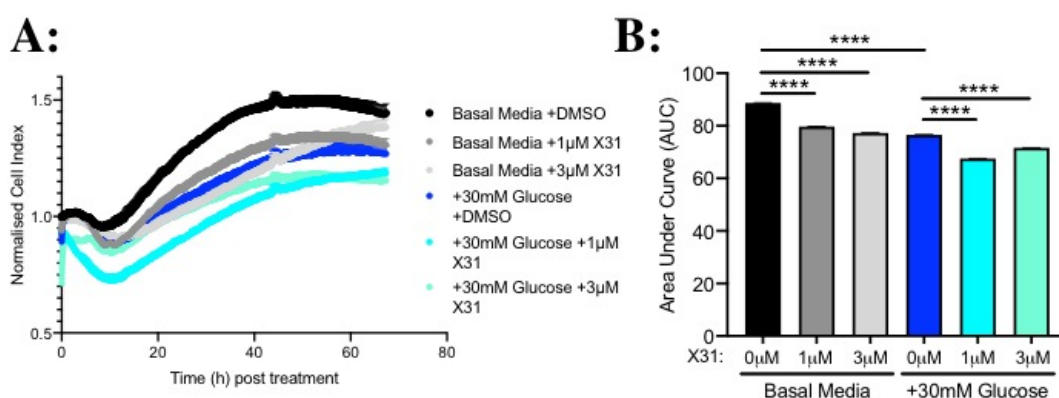 A:
Normalised Cell Index
1.5
1.0
0.5
0
20
40
60
80
Time (h) post treatment
Basal Media +DMSO
Basal Media +1µM X31
Basal Media +3µM X31
+30mM Glucose
+DMSO
+30mM Glucose +1µM
X31
+30mM Glucose +3µM
X31
B:
Area Under Curve (AUC)
100
80
60
40
20
0
****
****
****
****
****
X31:
0µM
1µM
3µM
0µM
1µM
3µM
Basal Media
+30mM Glucose